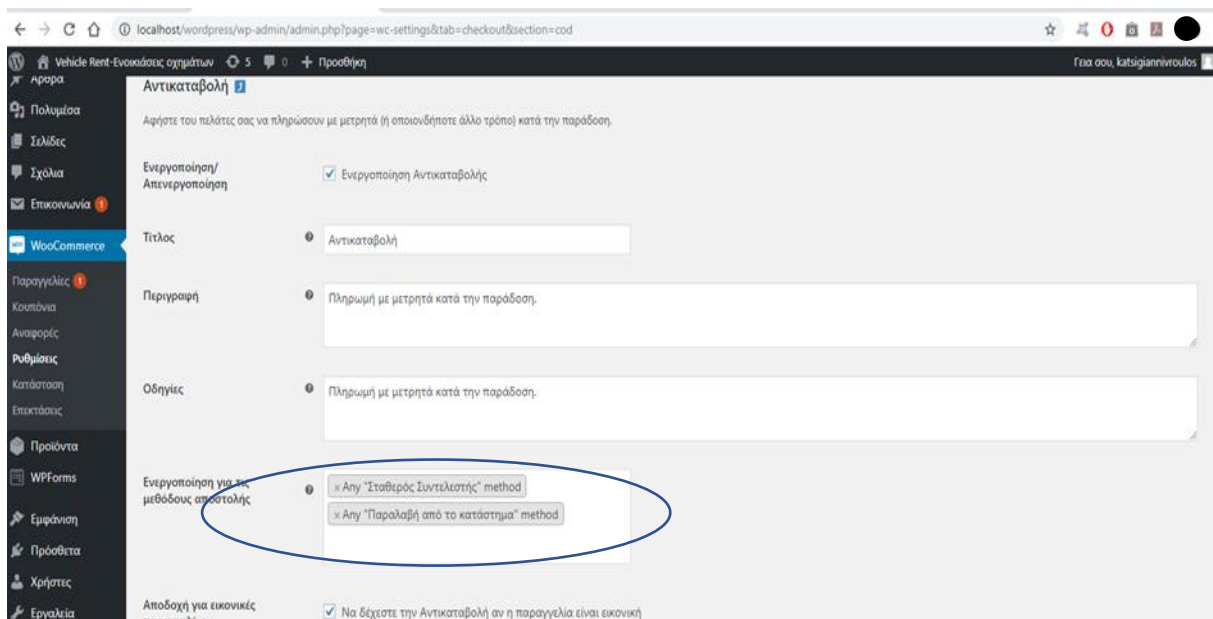 localhost/wordpress/wp-admin/admin.php?page=wc-settings&tab=checkout&section=cod
Vehicle Rent-Ενοικιάσεις οχημάτων 5 0 + Προσθήκη
Γεια σου, katsigiannivroulos
Άρθρα
Πολυμέσα
Σελίδες
Σχόλια
Επικοινωνία 1
WooCommerce
Παραγγελίες 1
Κουπόνια
Αναφορές
Ρυθμίσεις
Κατάσταση
Επεκτάσεις
Προϊόντα
WPForms
Εμφάνιση
Πρόσθετα
Χρήστες
Εργαλεία
Αντικαταβολή
Αφήστε του πελάτες σας να πληρώσουν με μετρητά (ή οποιονδήποτε άλλο τρόπο) κατά την παράδοση.
Ενεργοποίηση/
Απενεργοποίηση
Ενεργοποίηση Αντικαταβολής
Τίτλος
Αντικαταβολή
Περιγραφή
Πληρωμή με μετρητά κατά την παράδοση.
Οδηγίες
Πληρωμή με μετρητά κατά την παράδοση.
Ενεργοποίηση για τις
μεθόδους αποστολής
× Any "Σταθερός Συντελεστής" method
× Any "Παραλαβή από το κατάστημα" method
Αποδοχή για εικονικές
Να δέχεστε την Αντικαταβολή αν η παραγγελία είναι εικονική